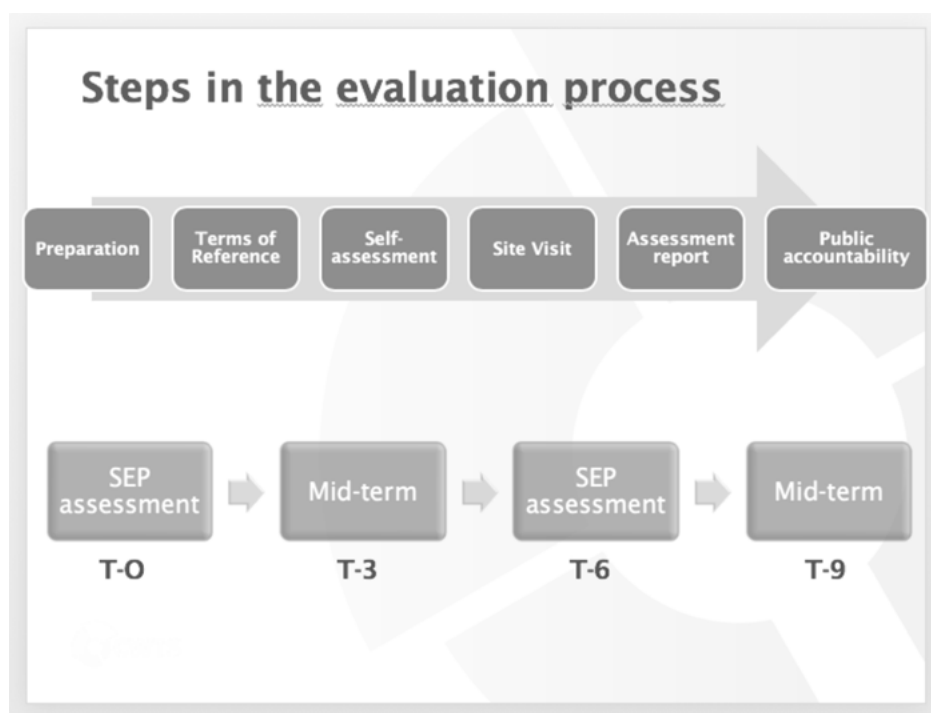 Steps in the evaluation process
Preparation
Terms of
Reference
Self-
assessment
Site Visit
Assessment
report
Public
accountability
SEP
assessment
Mid-term
SEP
assessment
Mid-term
T-0
T-3
T-6
T-9